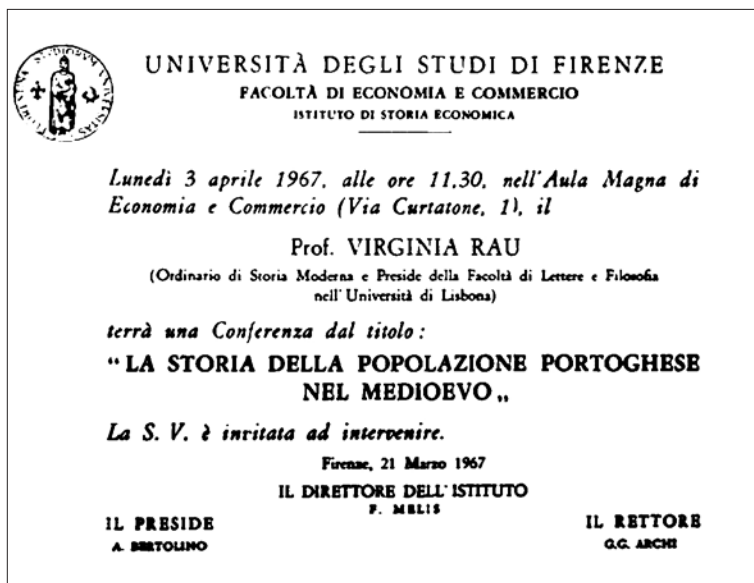 UNIVERSITÀ DEGLI STUDI DI FIRENZE
FACOLTÀ DI ECONOMIA E COMMERCIO
ISTITUTO DI STORIA ECONOMICA
Lunedì 3 aprile 1967, alle ore 11,30, nell'Aula Magna di
Economia e Commercio (Via Curtatone, 1), il
Prof. VIRGINIA RAU
(Ordinario di Storia Moderna e Preside della Facoltà di Lettere e Filosofia
nell'Università di Lisbona)
terrà una Conferenza dal titolo:
“LA STORIA DELLA POPOLAZIONE PORTOGHESE
NEL MEDIOEVO„
La S. V. è invitata ad intervenire.
Firenze, 21 Marzo 1967
IL DIRETTORE DELL'ISTITUTO
F. MELIS
IL PRESIDE
A. BERTOLINO
IL RETTORE
G.G. ARCHI